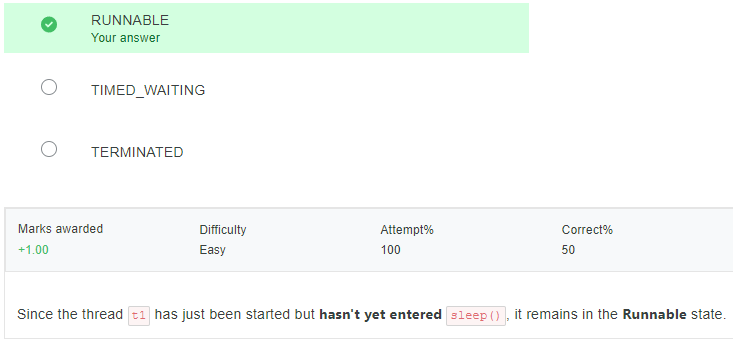 RUNNABLE
Your answer
TIMED_WAITING
TERMINATED
Marks awarded Difficulty Attempt% Correct%
+1.00 Easy 100 50
Since the thread t1 has just been started but hasn't yet entered sleep(), it remains in the Runnable state.